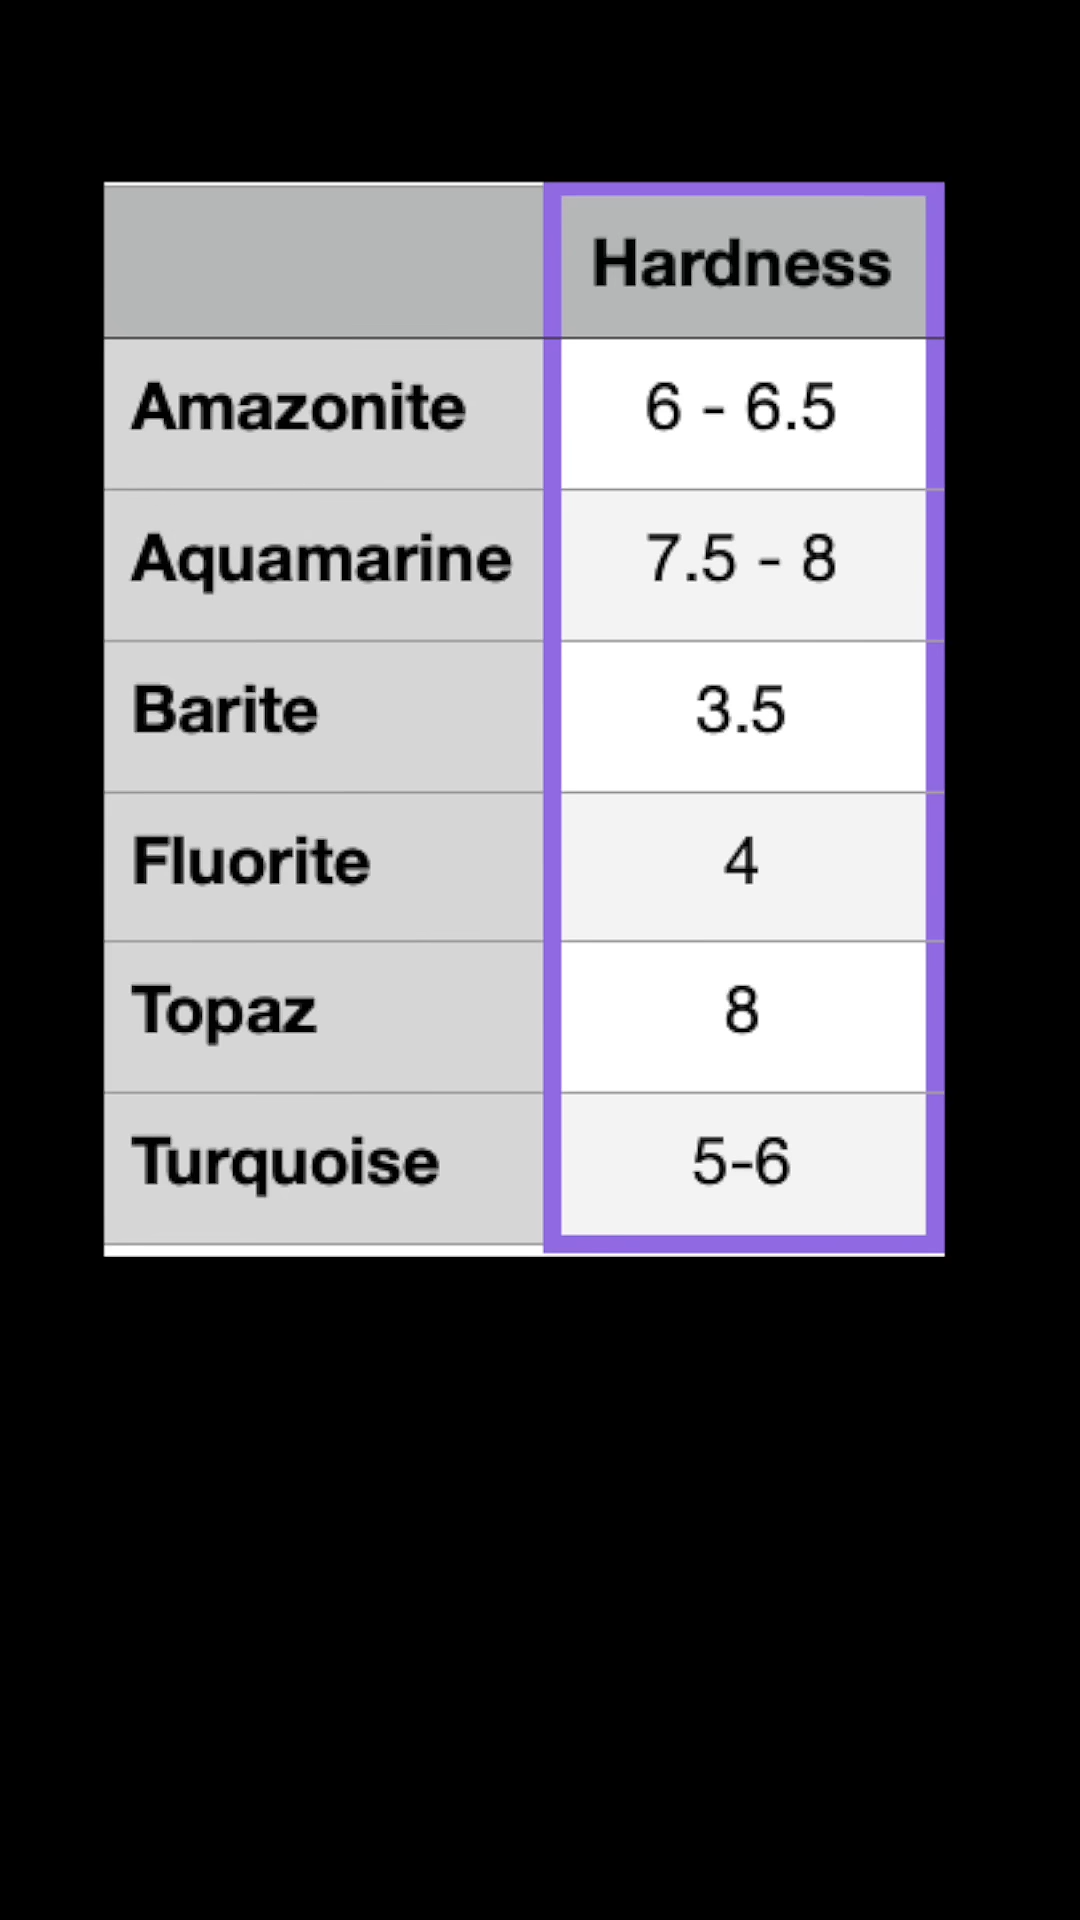 Hardness
Amazonite 6 - 6.5
Aquamarine 7.5 - 8
Barite 3.5
Fluorite 4
Topaz 8
Turquoise 5-6